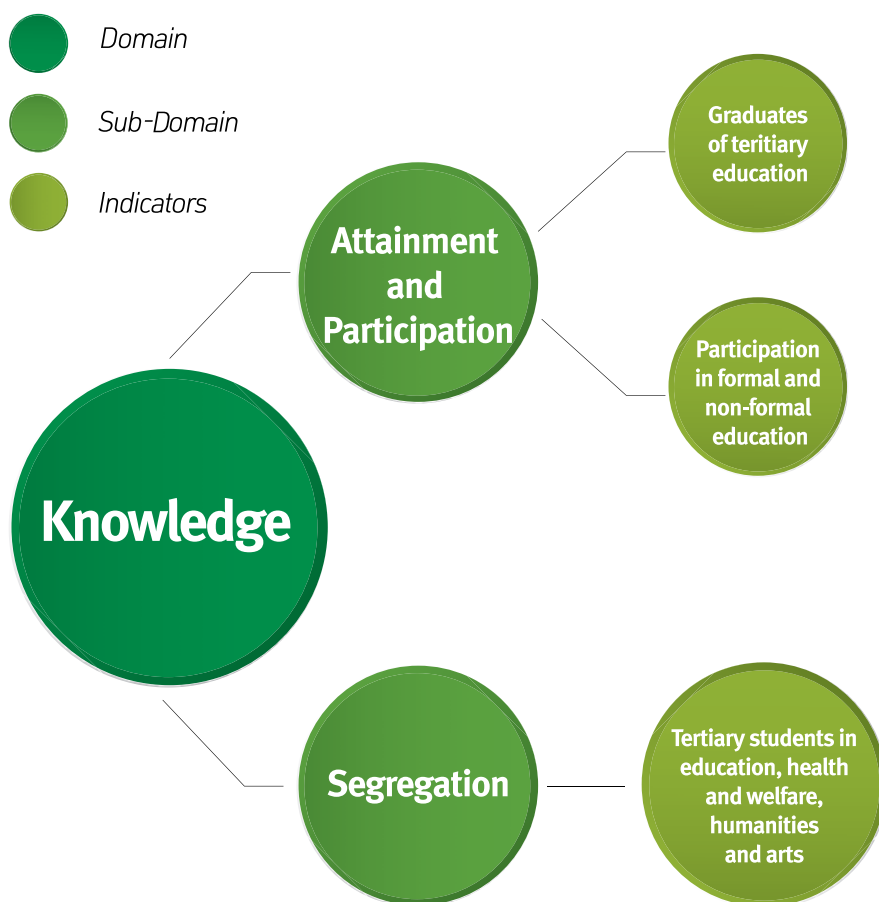 Domain
Sub-Domain
Indicators
Knowledge
Attainment
and
Participation
Graduates
of teritiary
education
Participation
in formal and
non-formal
education
Segregation
Tertiary students in
education, health
and welfare,
humanities
and arts